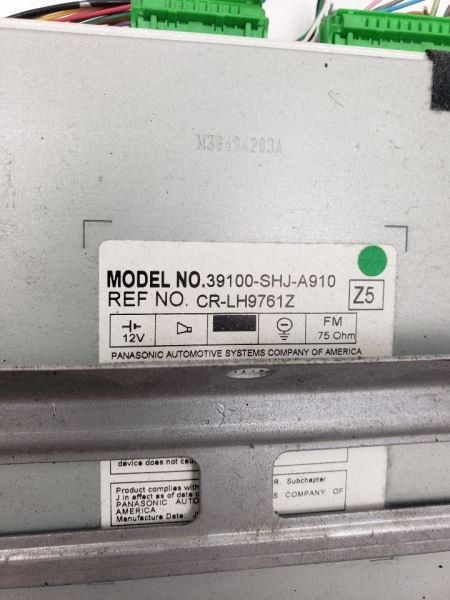 MODEL NO.39100-SHJ-A910
REF NO. CR-LH9761Z
Z5
12V
FM
75 Ohm
PANASONIC AUTOMOTIVE SYSTEMS COMPANY OF AMERICA
device does not cau
Product complies with
R. Subchapter
J in effect as of date o
PANASONIC AUTO
S COMPANY OF
AMERICA
Manufacture Date: J